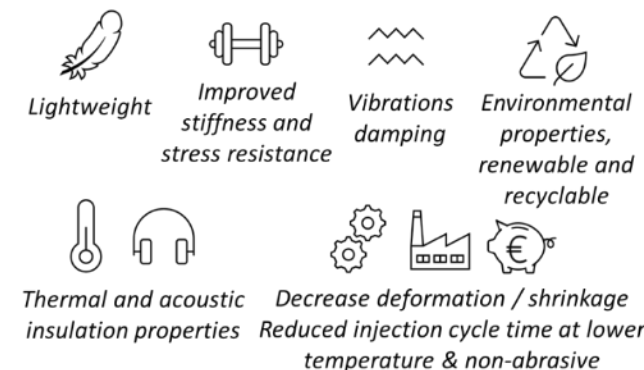 Lightweight
Improved
stiffness and
stress resistance
Vibrations
damping
Environmental
properties,
renewable and
recyclable
Thermal and acoustic
insulation properties
€
Decrease deformation / shrinkage
Reduced injection cycle time at lower
temperature & non-abrasive